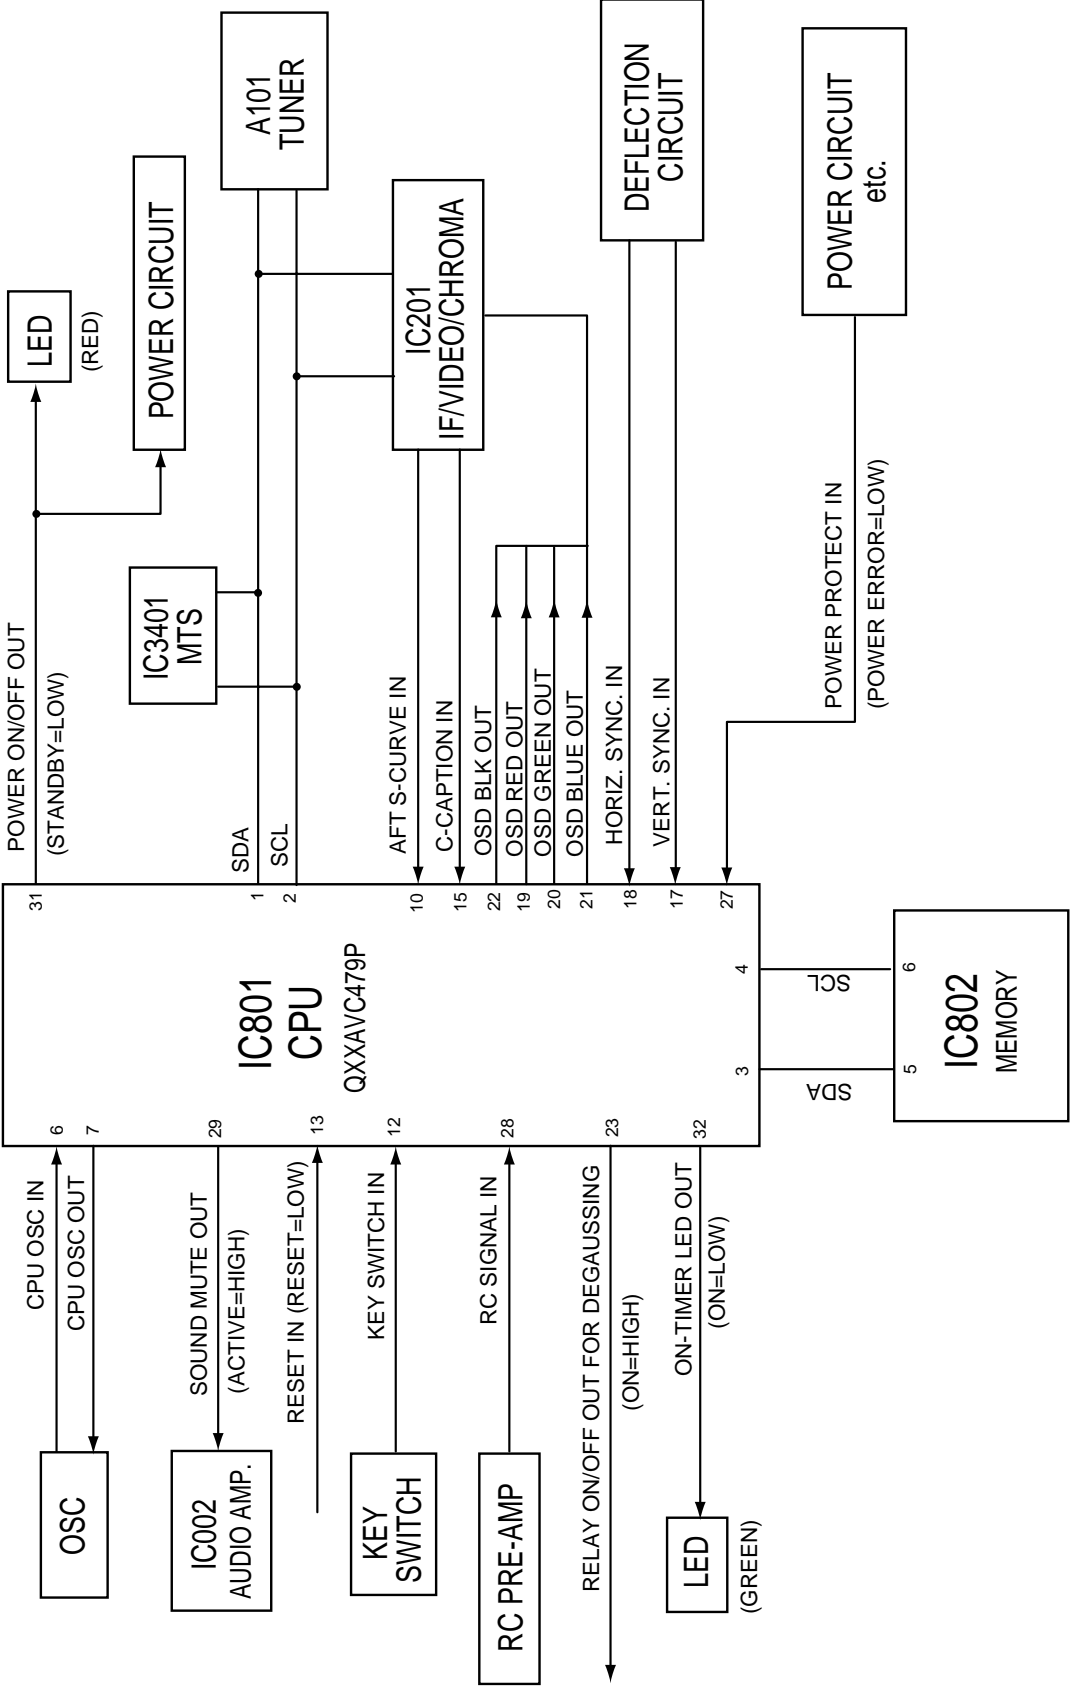 OSC
CPU OSC IN
CPU OSC OUT
6
7
IC002
AUDIO AMP.
SOUND MUTE OUT
(ACTIVE=HIGH)
29
RESET IN (RESET=LOW)
13
KEY
SWITCH
KEY SWITCH IN
12
RC PRE-AMP
RC SIGNAL IN
28
RELAY ON/OFF OUT FOR DEGAUSSING
(ON=HIGH)
23
LED
(GREEN)
ON-TIMER LED OUT
(ON=LOW)
32
IC801
CPU
QXXAVC479P
3
4
SDA
SCL
5
6
IC802
MEMORY
31
POWER ON/OFF OUT
(STANDBY=LOW)
LED
(RED)
POWER CIRCUIT
1
SDA
2
SCL
IC3401
MTS
A101
TUNER
10
AFT S-CURVE IN
15
C-CAPTION IN
IC201
IF/VIDEO/CHROMA
22
OSD BLK OUT
19
OSD RED OUT
20
OSD GREEN OUT
21
OSD BLUE OUT
18
HORIZ. SYNC. IN
17
VERT. SYNC. IN
DEFLECTION
CIRCUIT
27
POWER PROTECT IN
(POWER ERROR=LOW)
POWER CIRCUIT
etc.